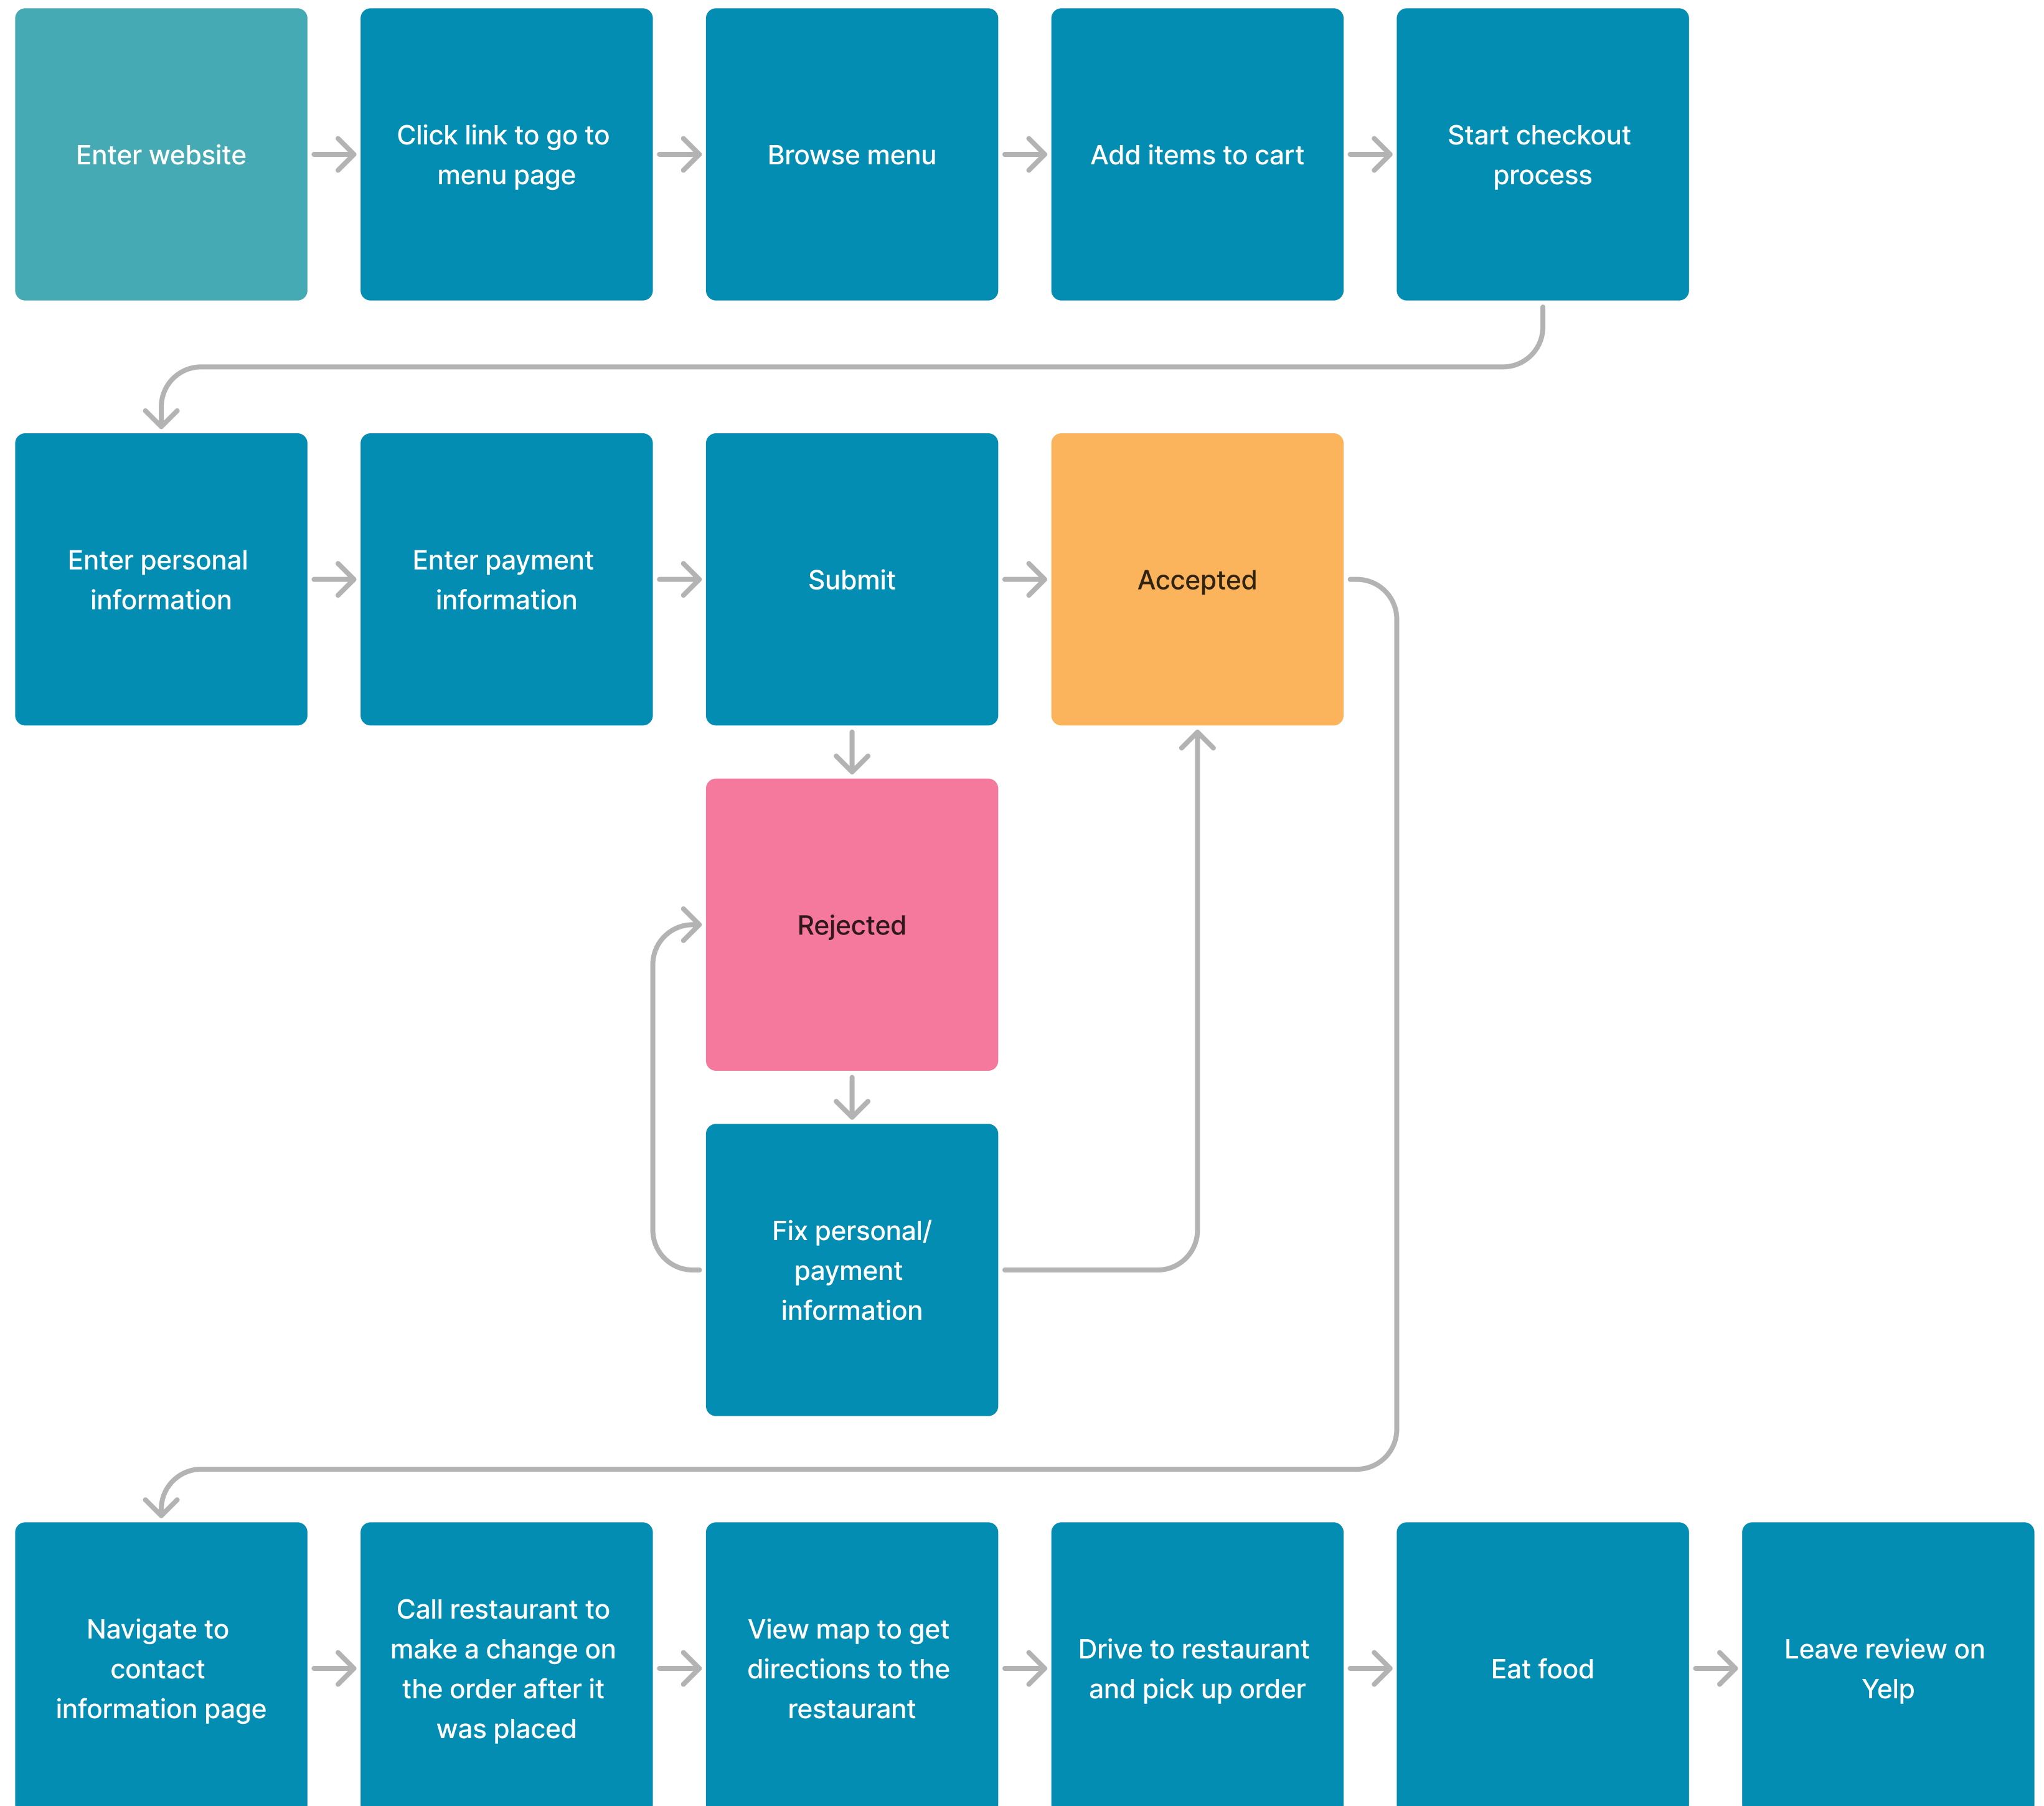 Enter website
Click link to go to
menu page
Browse menu
Add items to cart
Start checkout
process
Enter personal
information
Enter payment
information
Submit
Accepted
Rejected
Fix personal/
payment
information
Navigate to
contact
information page
Call restaurant to
make a change on
the order after it
was placed
View map to get
directions to the
restaurant
Drive to restaurant
and pick up order
Eat food
Leave review on
Yelp